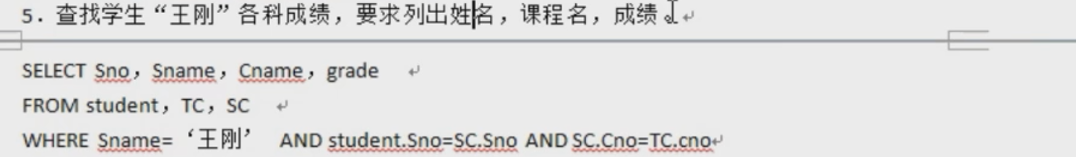 5．查找学生“王刚”各科成绩，要求列出姓名，课程名，成绩。
SELECT Sno，Sname，Cname，grade
FROM student，TC，SC
WHERE Sname=‘王刚’ AND student.Sno=SC.Sno AND SC.Cno=TC.cno